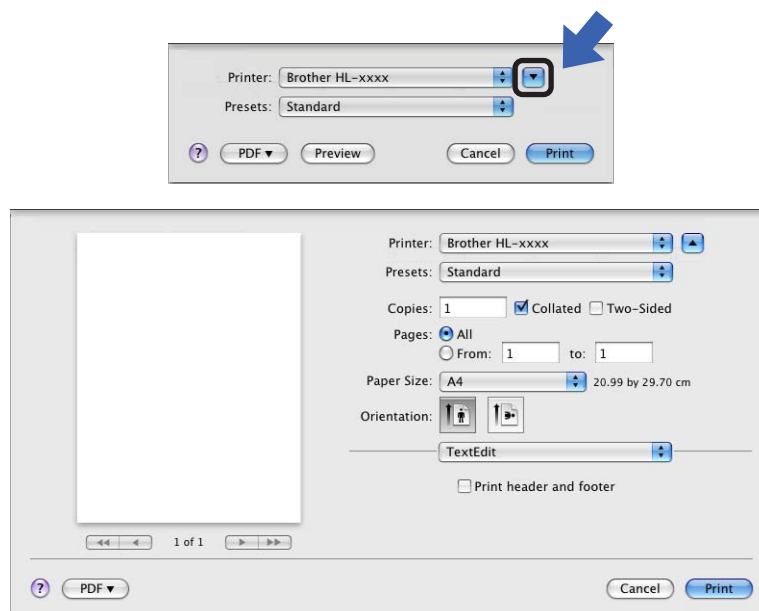 Printer: Brother HL-xxxx
Presets: Standard
? PDF▼ Preview Cancel Print
Printer: Brother HL-xxxx
Presets: Standard
Copies: 1 Collated Two-Sided
Pages: All
From: 1 to: 1
Paper Size: A4 20.99 by 29.70 cm
Orientation:
TextEdit
Print header and footer
1 of 1
? PDF▼ Cancel Print